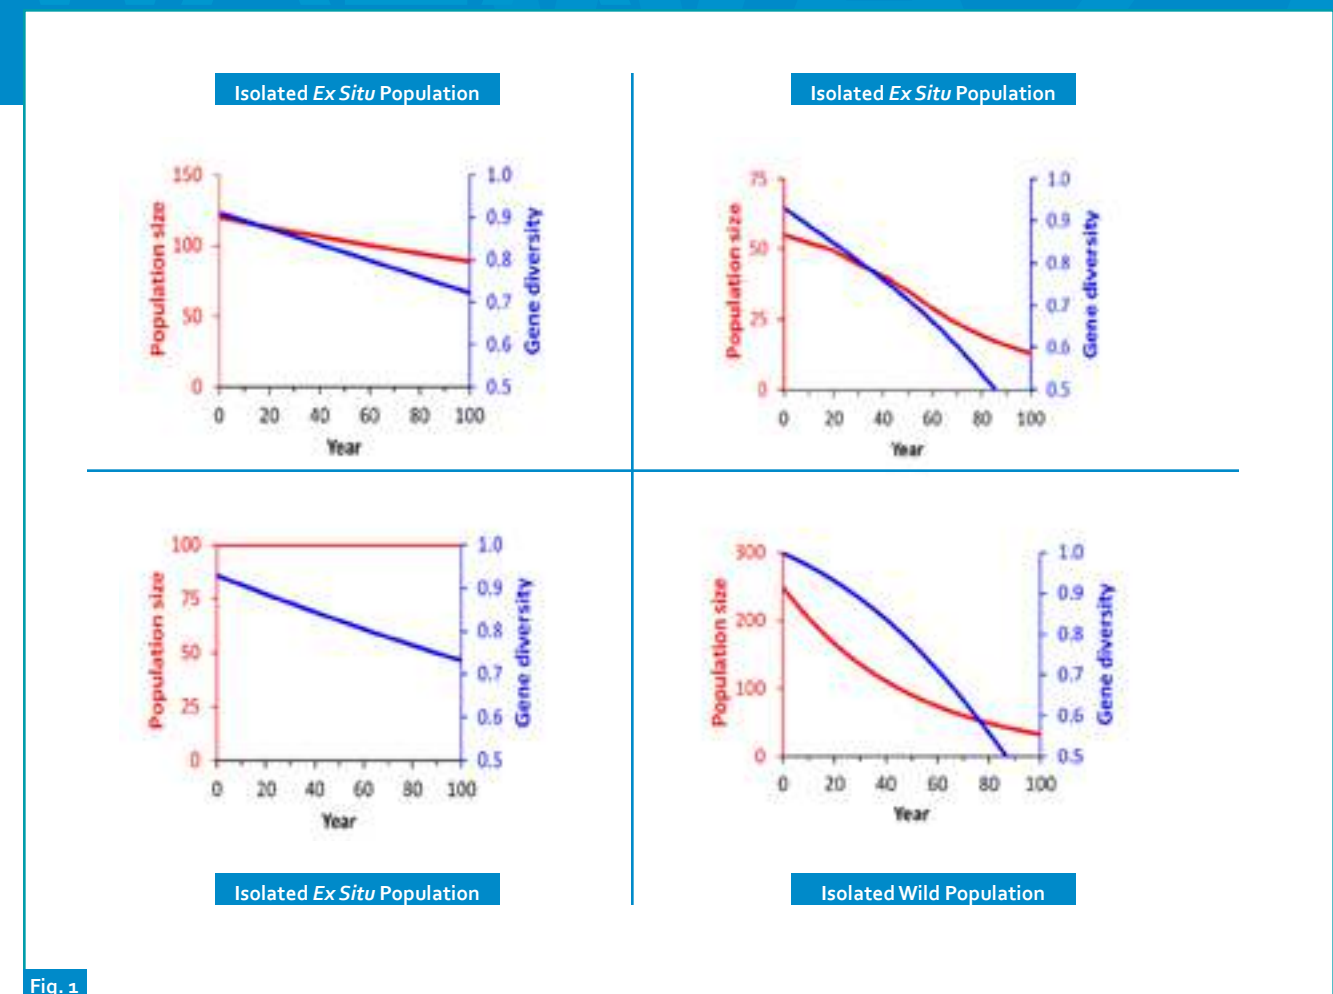 Isolated Ex Situ Population
Isolated Ex Situ Population
Population size
150
100
50
0
1.0
0.9
0.8
0.7
0.6
0.5
Gene diversity
0 20 40 60 80 100
Year
Population size
75
50
25
0
1.0
0.9
0.8
0.7
0.6
0.5
Gene diversity
0 20 40 60 80 100
Year
Population size
100
75
50
25
0
1.0
0.9
0.8
0.7
0.6
0.5
Gene diversity
0 20 40 60 80 100
Year
Population size
300
200
100
0
1.0
0.9
0.8
0.7
0.6
0.5
Gene diversity
0 20 40 60 80 100
Year
Isolated Ex Situ Population
Isolated Wild Population
Fig. 1